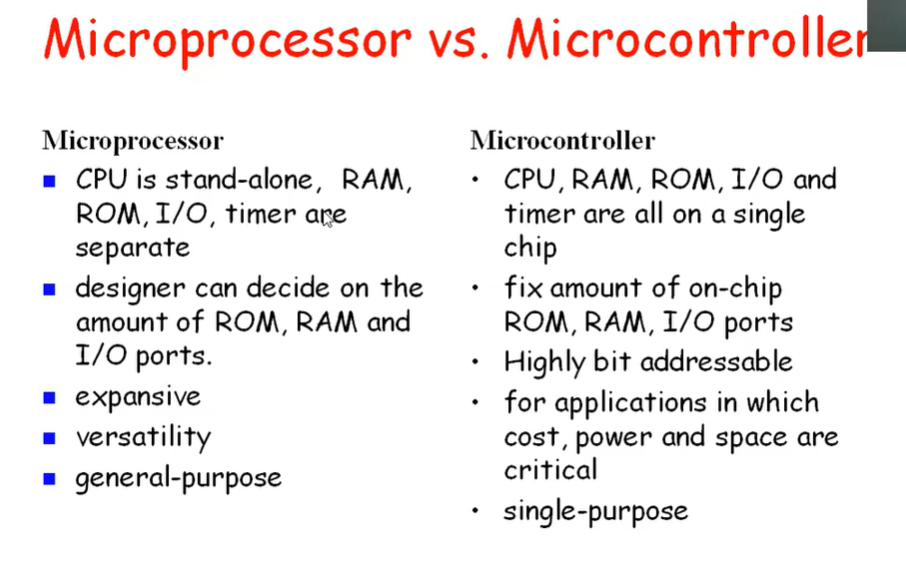 Microprocessor vs. Microcontroller
Microprocessor
CPU is stand-alone, RAM,
ROM, I/O, timer are
separate
designer can decide on the
amount of ROM, RAM and
I/O ports.
expansive
versatility
general-purpose
Microcontroller
CPU, RAM, ROM, I/O and
timer are all on a single
chip
fix amount of on-chip
ROM, RAM, I/O ports
Highly bit addressable
for applications in which
cost, power and space are
critical
single-purpose